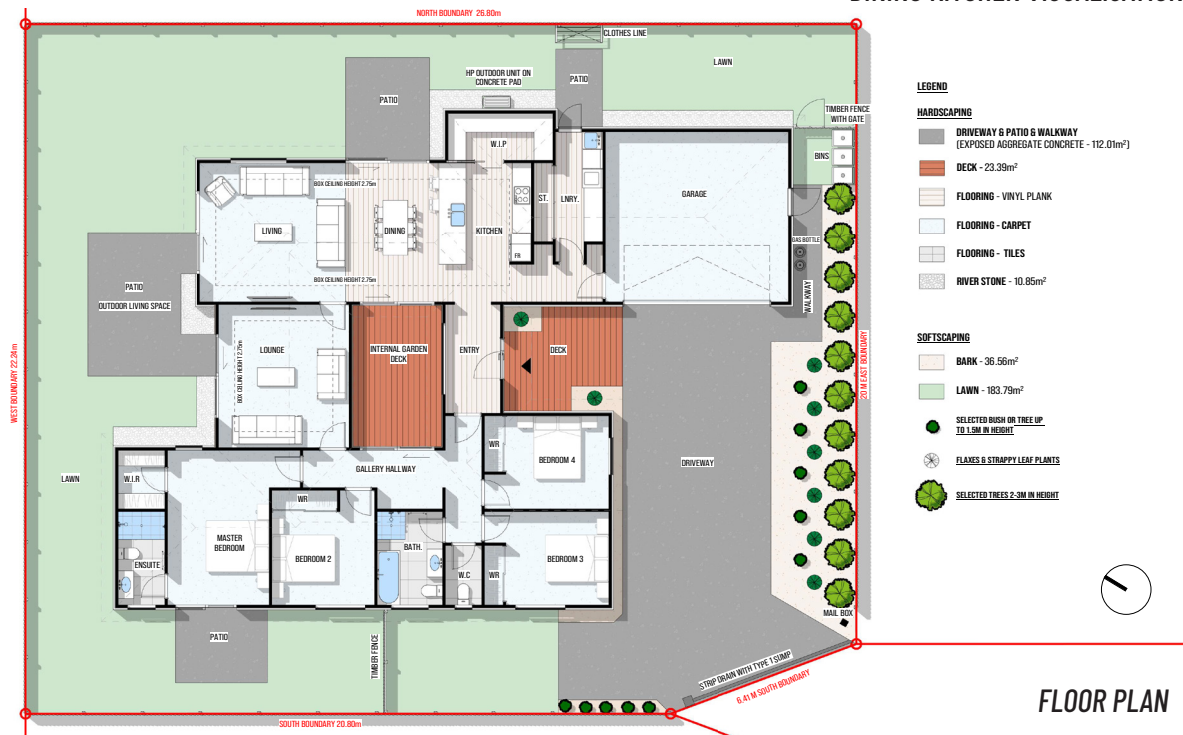 NORTH BOUNDARY 26.80m
CLOTHES LINE
LAWN
HP OUTDOOR UNIT ON
CONCRETE PAD
PATIO
PATIO
TIMBER FENCE
WITH GATE
BINS
W.I.P
BOX CEILING HEIGHT 2.75m
ST.
LNRY.
GARAGE
LIVING
DINING
KITCHEN
FR
GAS BOTTLE
WALKWAY
BOX CEILING HEIGHT 2.75m
PATIO
OUTDOOR LIVING SPACE
LOUNGE
BOX CEILING HEIGHT 2.75m
INTERNAL GARDEN
DECK
ENTRY
DECK
WEST BOUNDARY 22.24m
20 M EAST BOUNDARY
LAWN
W.I.R
GALLERY HALLWAY
WR
BEDROOM 4
DRIVEWAY
WR
MASTER
BEDROOM
ENSUITE
BEDROOM 2
BATH.
W.C
WR
BEDROOM 3
PATIO
TIMBER FENCE
MAIL BOX
STRIP DRAIN WITH TYPE 1 SUMP
6.41 M SOUTH BOUNDARY
SOUTH BOUNDARY 20.80m
LEGEND
HARDSCAPING
DRIVEWAY & PATIO & WALKWAY
(EXPOSED AGGREGATE CONCRETE - 112.01m²)
DECK - 23.39m²
FLOORING - VINYL PLANK
FLOORING - CARPET
FLOORING - TILES
RIVER STONE - 10.85m²
SOFTSCAPING
BARK - 36.56m²
LAWN - 183.79m²
SELECTED BUSH OR TREE UP
TO 1.5M IN HEIGHT
FLAXES & STRAPPY LEAF PLANTS
SELECTED TREES 2-3M IN HEIGHT
FLOOR PLAN